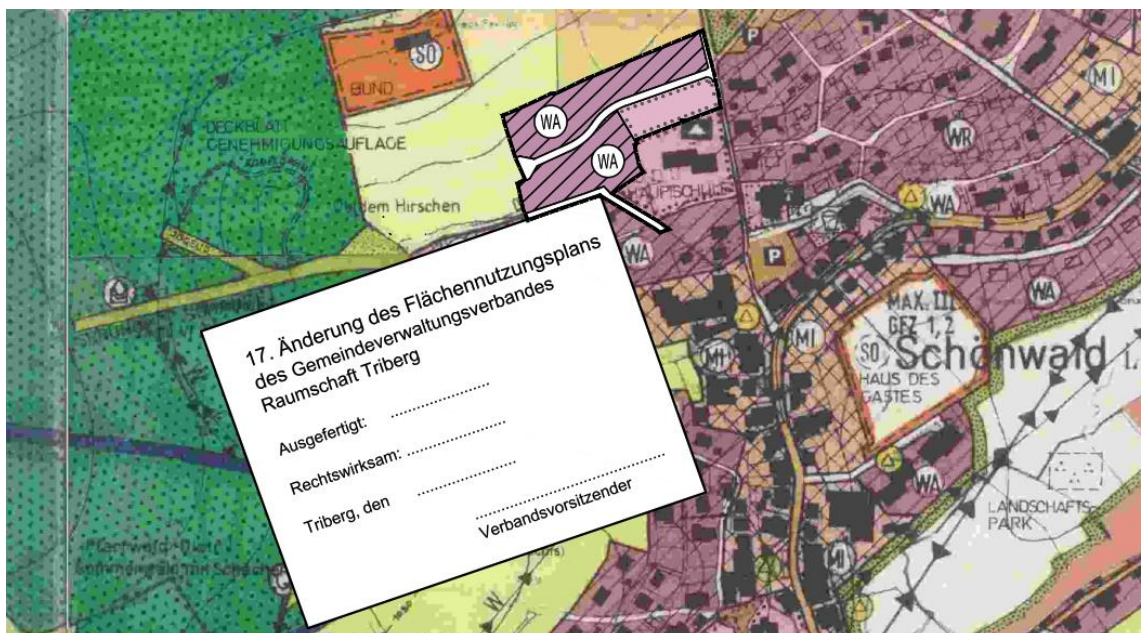 SO
BUND
P
MI
WA
DECKBLATT
GENEHMIGUNGSAUFLAGE
WR
WA
HAUPTSCHULE
dem Hirschen
WA
WA
P
WA
17. Änderung des Flächennutzungsplans
des Gemeindeverwaltungsverbandes
Raumschaft Triberg
Ausgefertigt: ....................
Rechtswirksam: ....................
Triberg, den ....................
....................
Verbandsvorsitzender
MAX. III
GFZ 1,2
MI
MI
SO
Schönwald i.
HAUS DES
GASTES
WA
LANDSCHAFTS-
PARK
MI
W